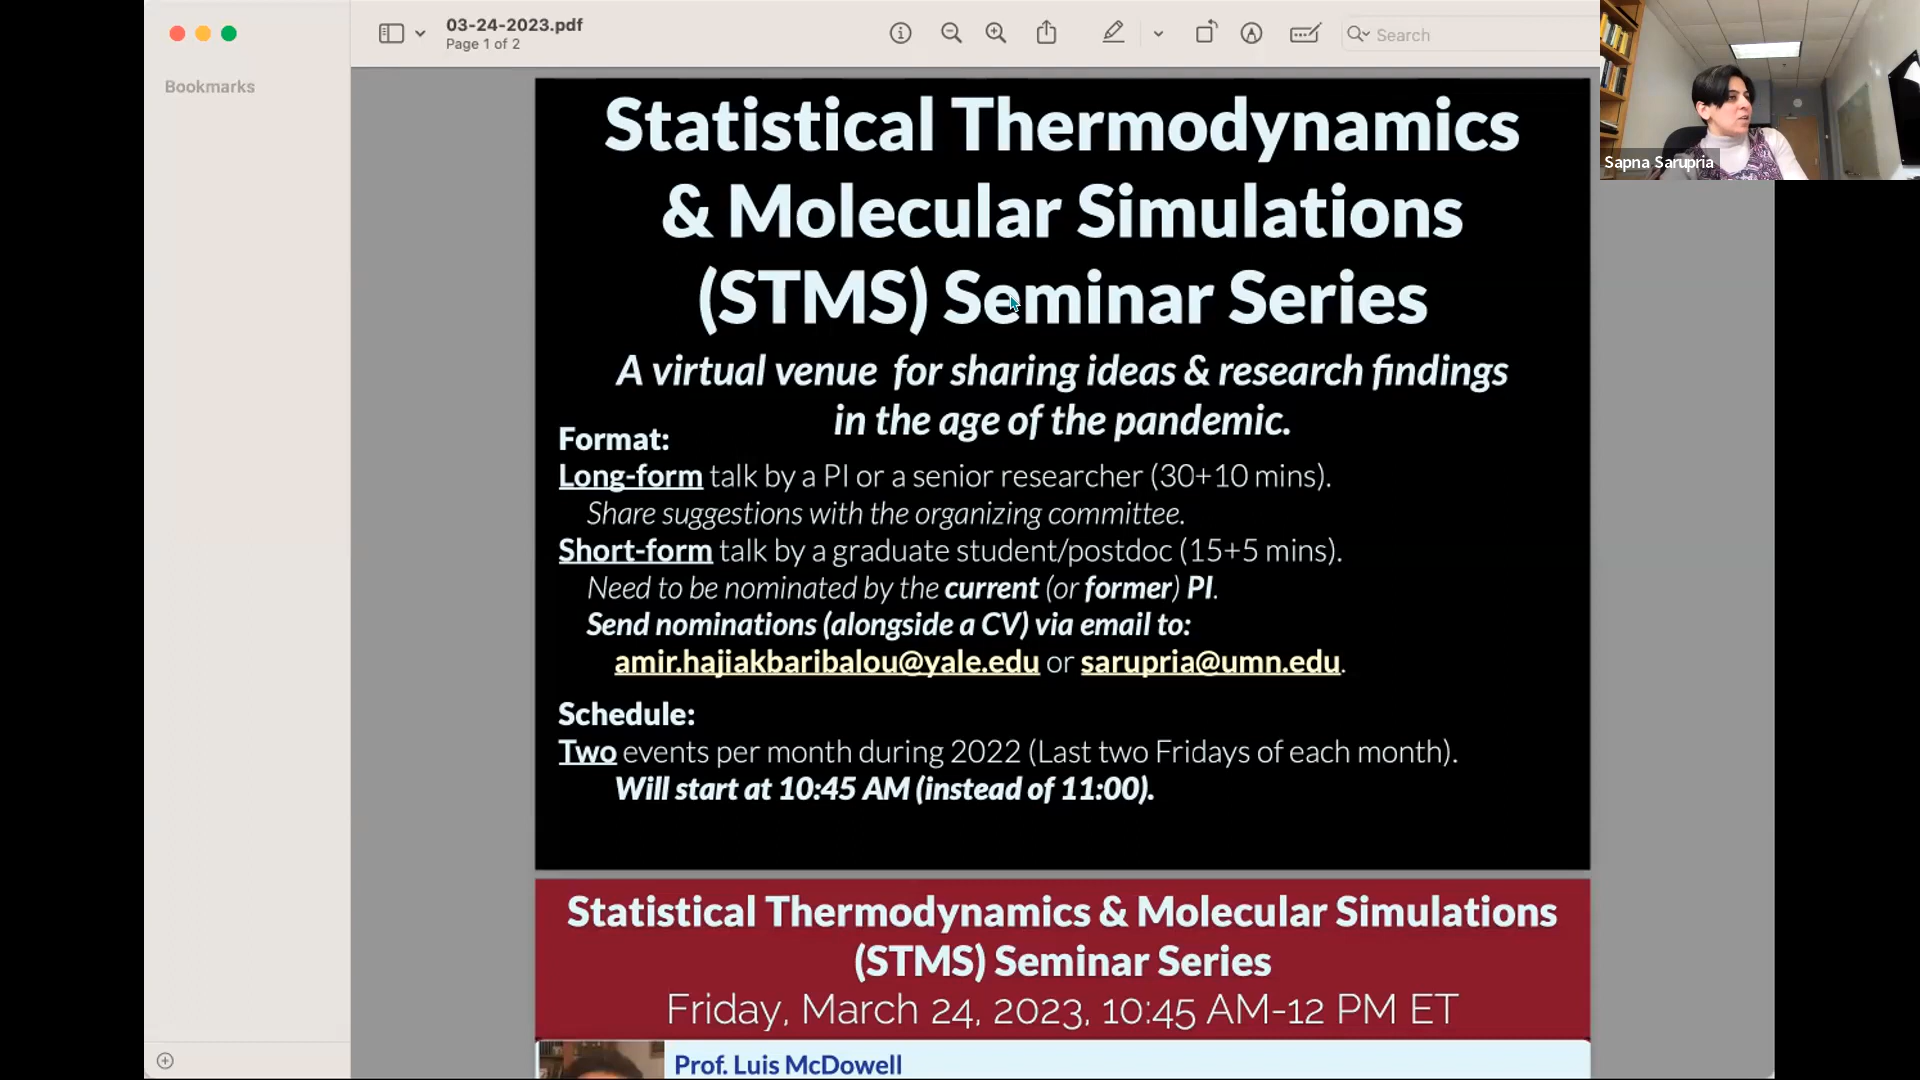 03-24-2023.pdf
Page 1 of 2
Search
Bookmarks
Sapna Sarupria
Statistical Thermodynamics
& Molecular Simulations
(STMS) Seminar Series
A virtual venue for sharing ideas & research findings
in the age of the pandemic.
Format:
Long-form talk by a PI or a senior researcher (30+10 mins).
Share suggestions with the organizing committee.
Short-form talk by a graduate student/postdoc (15+5 mins).
Need to be nominated by the current (or former) PI.
Send nominations (alongside a CV) via email to:
amir.hajiakbaribalou@yale.edu or sarupria@umn.edu.
Schedule:
Two events per month during 2022 (Last two Fridays of each month).
Will start at 10:45 AM (instead of 11:00).
Statistical Thermodynamics & Molecular Simulations
(STMS) Seminar Series
Friday, March 24, 2023, 10:45 AM-12 PM ET
Prof. Luis McDowell